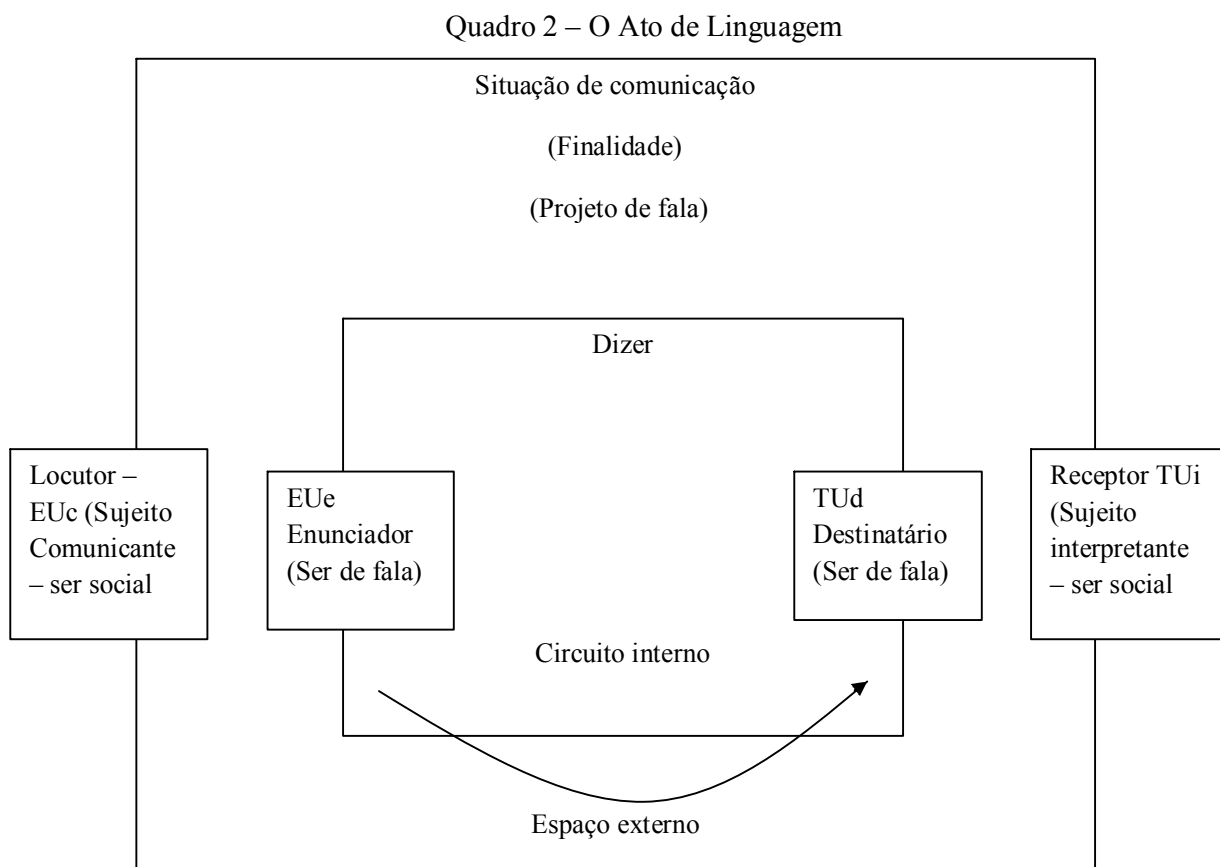 Quadro 2 – O Ato de Linguagem
Situação de comunicação
(Finalidade)
(Projeto de fala)
Dizer
Locutor –
EUc (Sujeito
Comunicante
– ser social
EUe
Enunciador
(Ser de fala)
TUd
Destinatário
(Ser de fala)
Receptor TUi
(Sujeito
interpretante
– ser social
Circuito interno
Espaço externo